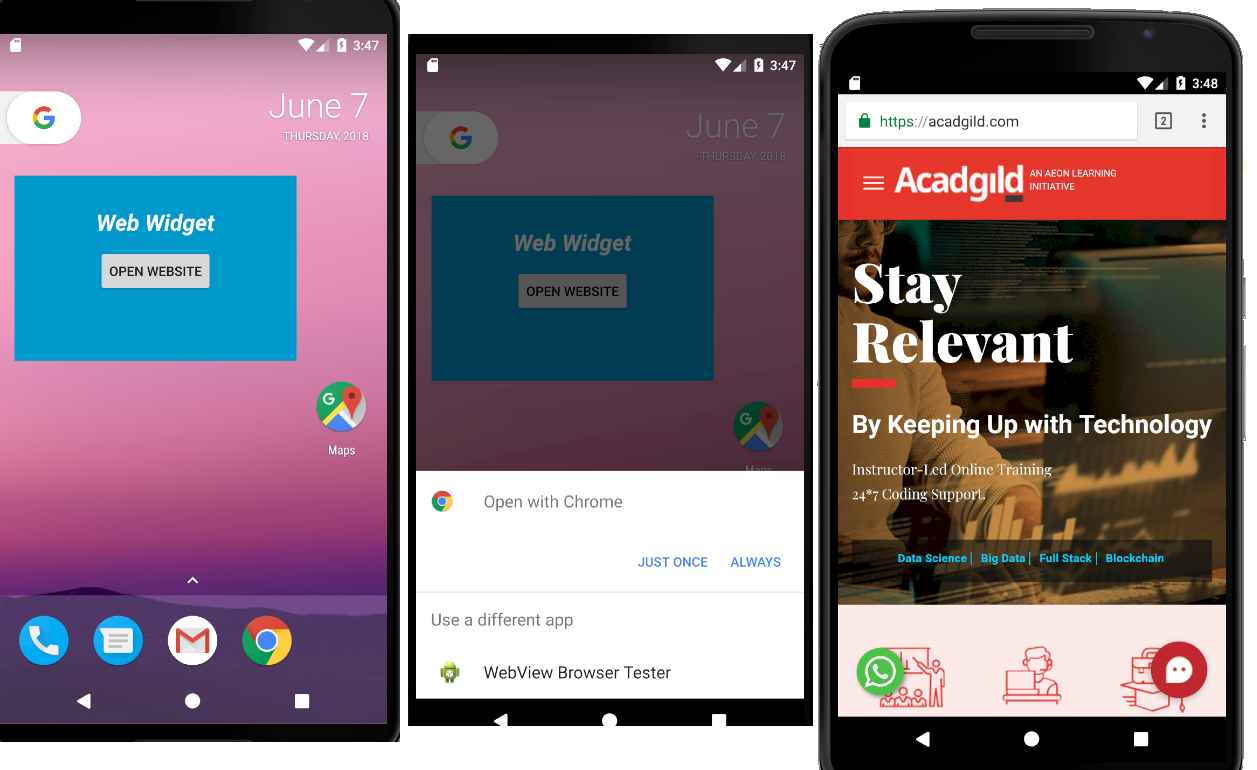 3:47
G
June 7
THURSDAY, 2018
Web Widget
OPEN WEBSITE
G
Maps
3:47
G
June 7
THURSDAY, 2018
Web Widget
OPEN WEBSITE
G
Maps
Open with Chrome
JUST ONCE ALWAYS
Use a different app
WebView Browser Tester
3:48
https://acadgild.com 2
Acadgild AN AEON LEARNING
INITIATIVE
Stay
Relevant
By Keeping Up with Technology
Instructor-Led Online Training
24*7 Coding Support.
Data Science | Big Data | Full Stack | Blockchain